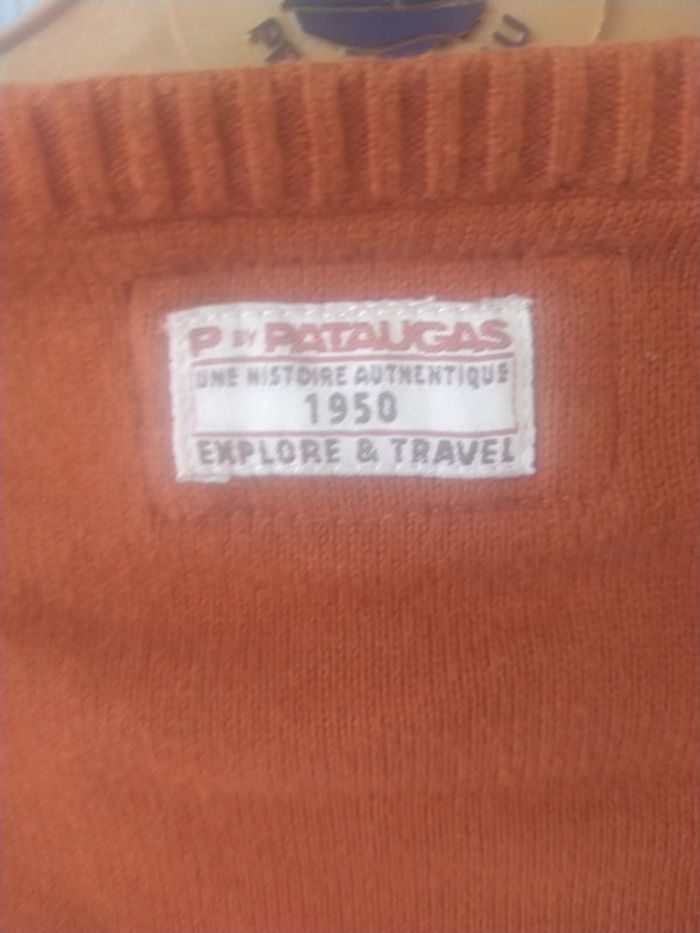 P BY PATAUGAS
UNE HISTOIRE AUTHENTIQUE
1950
EXPLORE & TRAVEL